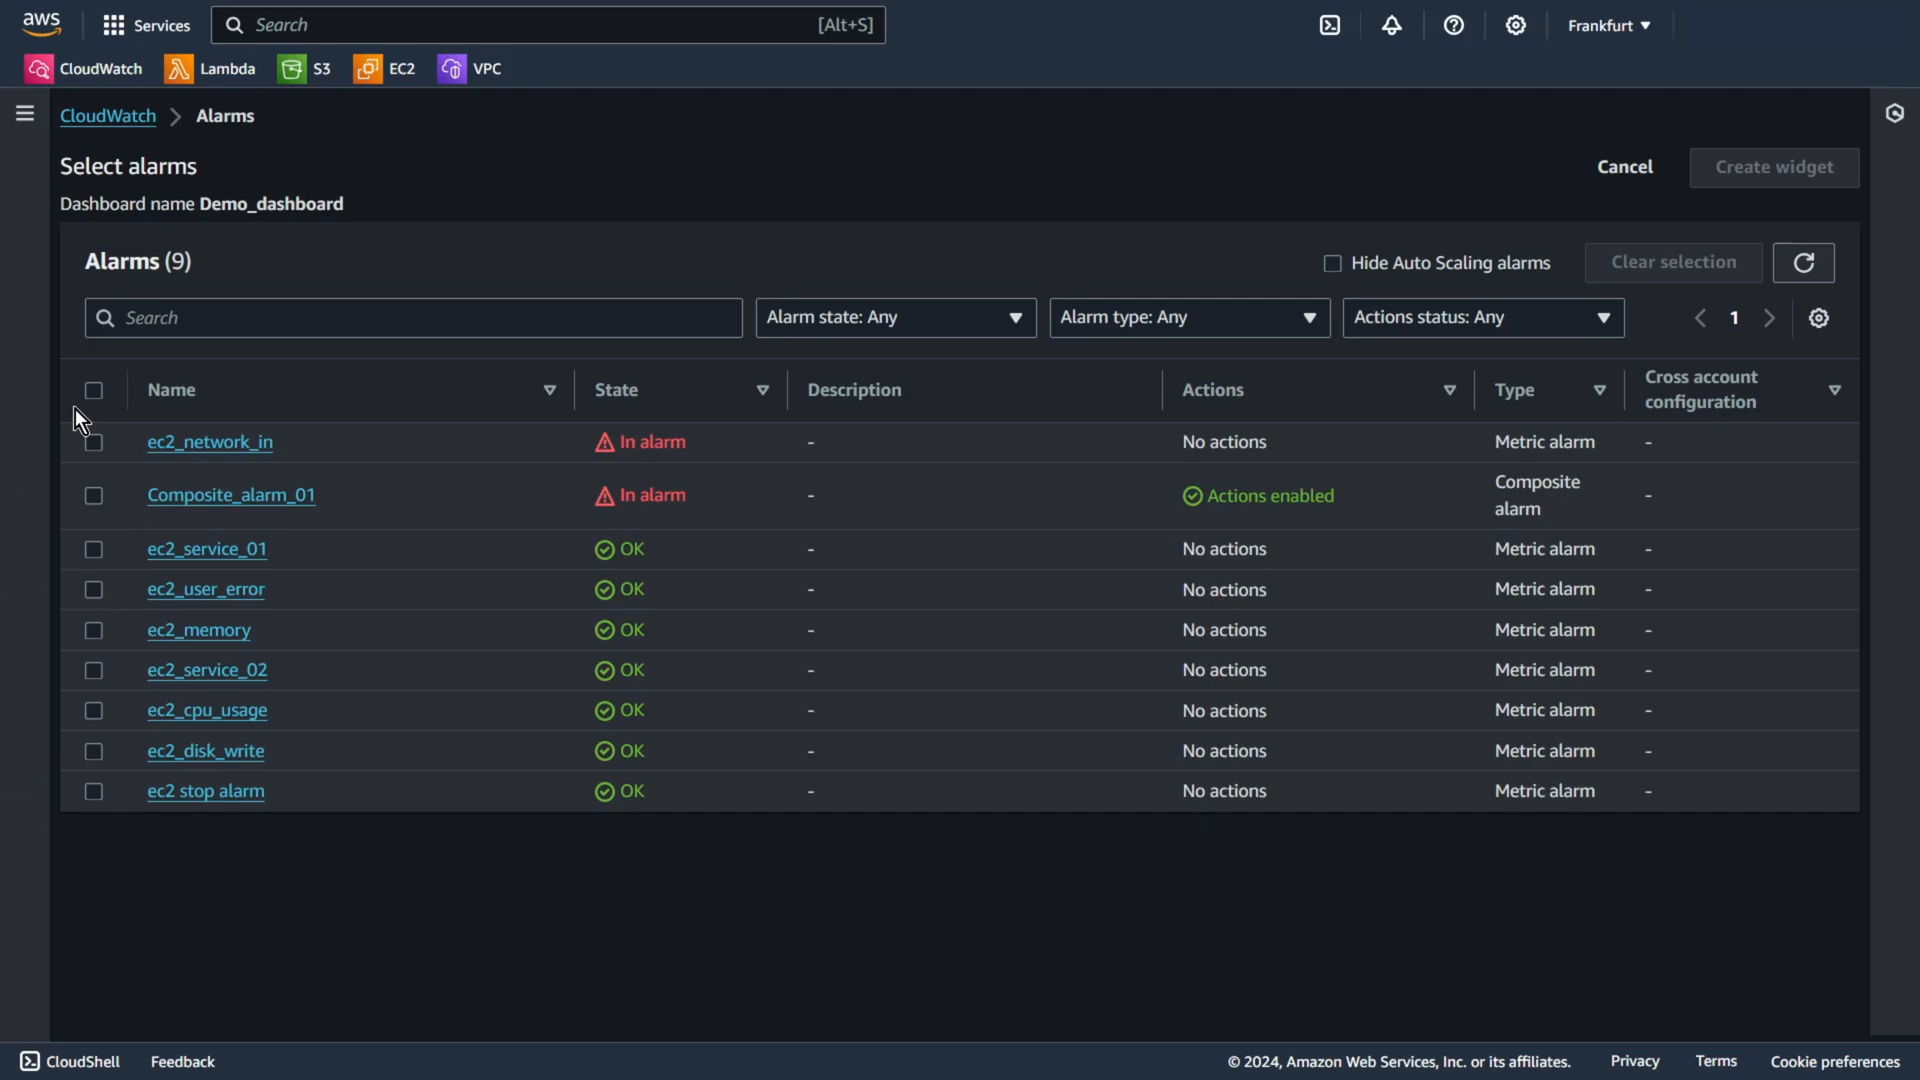 aws Services Search [Alt+S] Frankfurt
CloudWatch Lambda S3 EC2 VPC
CloudWatch Alarms
Select alarms Cancel Create widget
Dashboard name Demo_dashboard
Alarms (9) Hide Auto Scaling alarms Clear selection
Search Alarm state: Any Alarm type: Any Actions status: Any 1
Name State Description Actions Type Cross account
configuration
ec2_network_in In alarm - No actions Metric alarm -
Composite_alarm_01 In alarm - Actions enabled Composite
alarm -
ec2_service_01 OK - No actions Metric alarm -
ec2_user_error OK - No actions Metric alarm -
ec2_memory OK - No actions Metric alarm -
ec2_service_02 OK - No actions Metric alarm -
ec2_cpu_usage OK - No actions Metric alarm -
ec2_disk_write OK - No actions Metric alarm -
ec2 stop alarm OK - No actions Metric alarm -
CloudShell Feedback © 2024, Amazon Web Services, Inc. or its affiliates. Privacy Terms Cookie preferences